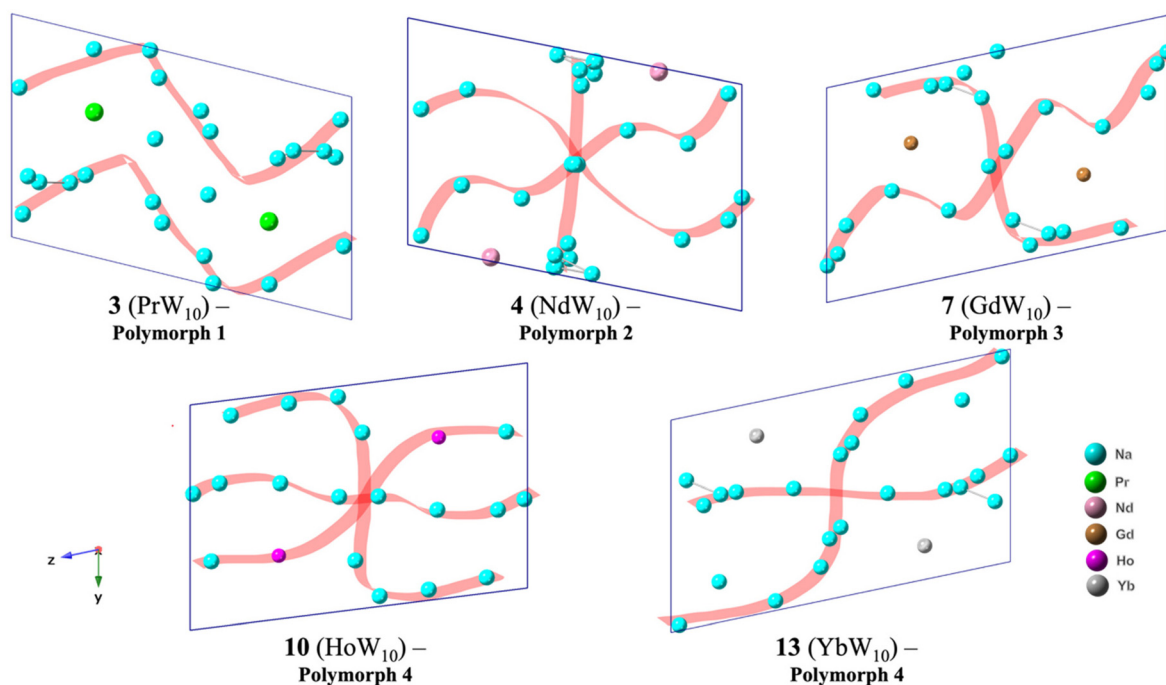 3 (PrW₁₀) –
Polymorph 1
4 (NdW₁₀) –
Polymorph 2
7 (GdW₁₀) –
Polymorph 3
10 (HoW₁₀) –
Polymorph 4
13 (YbW₁₀) –
Polymorph 4
z
y
Na
Pr
Nd
Gd
Ho
Yb